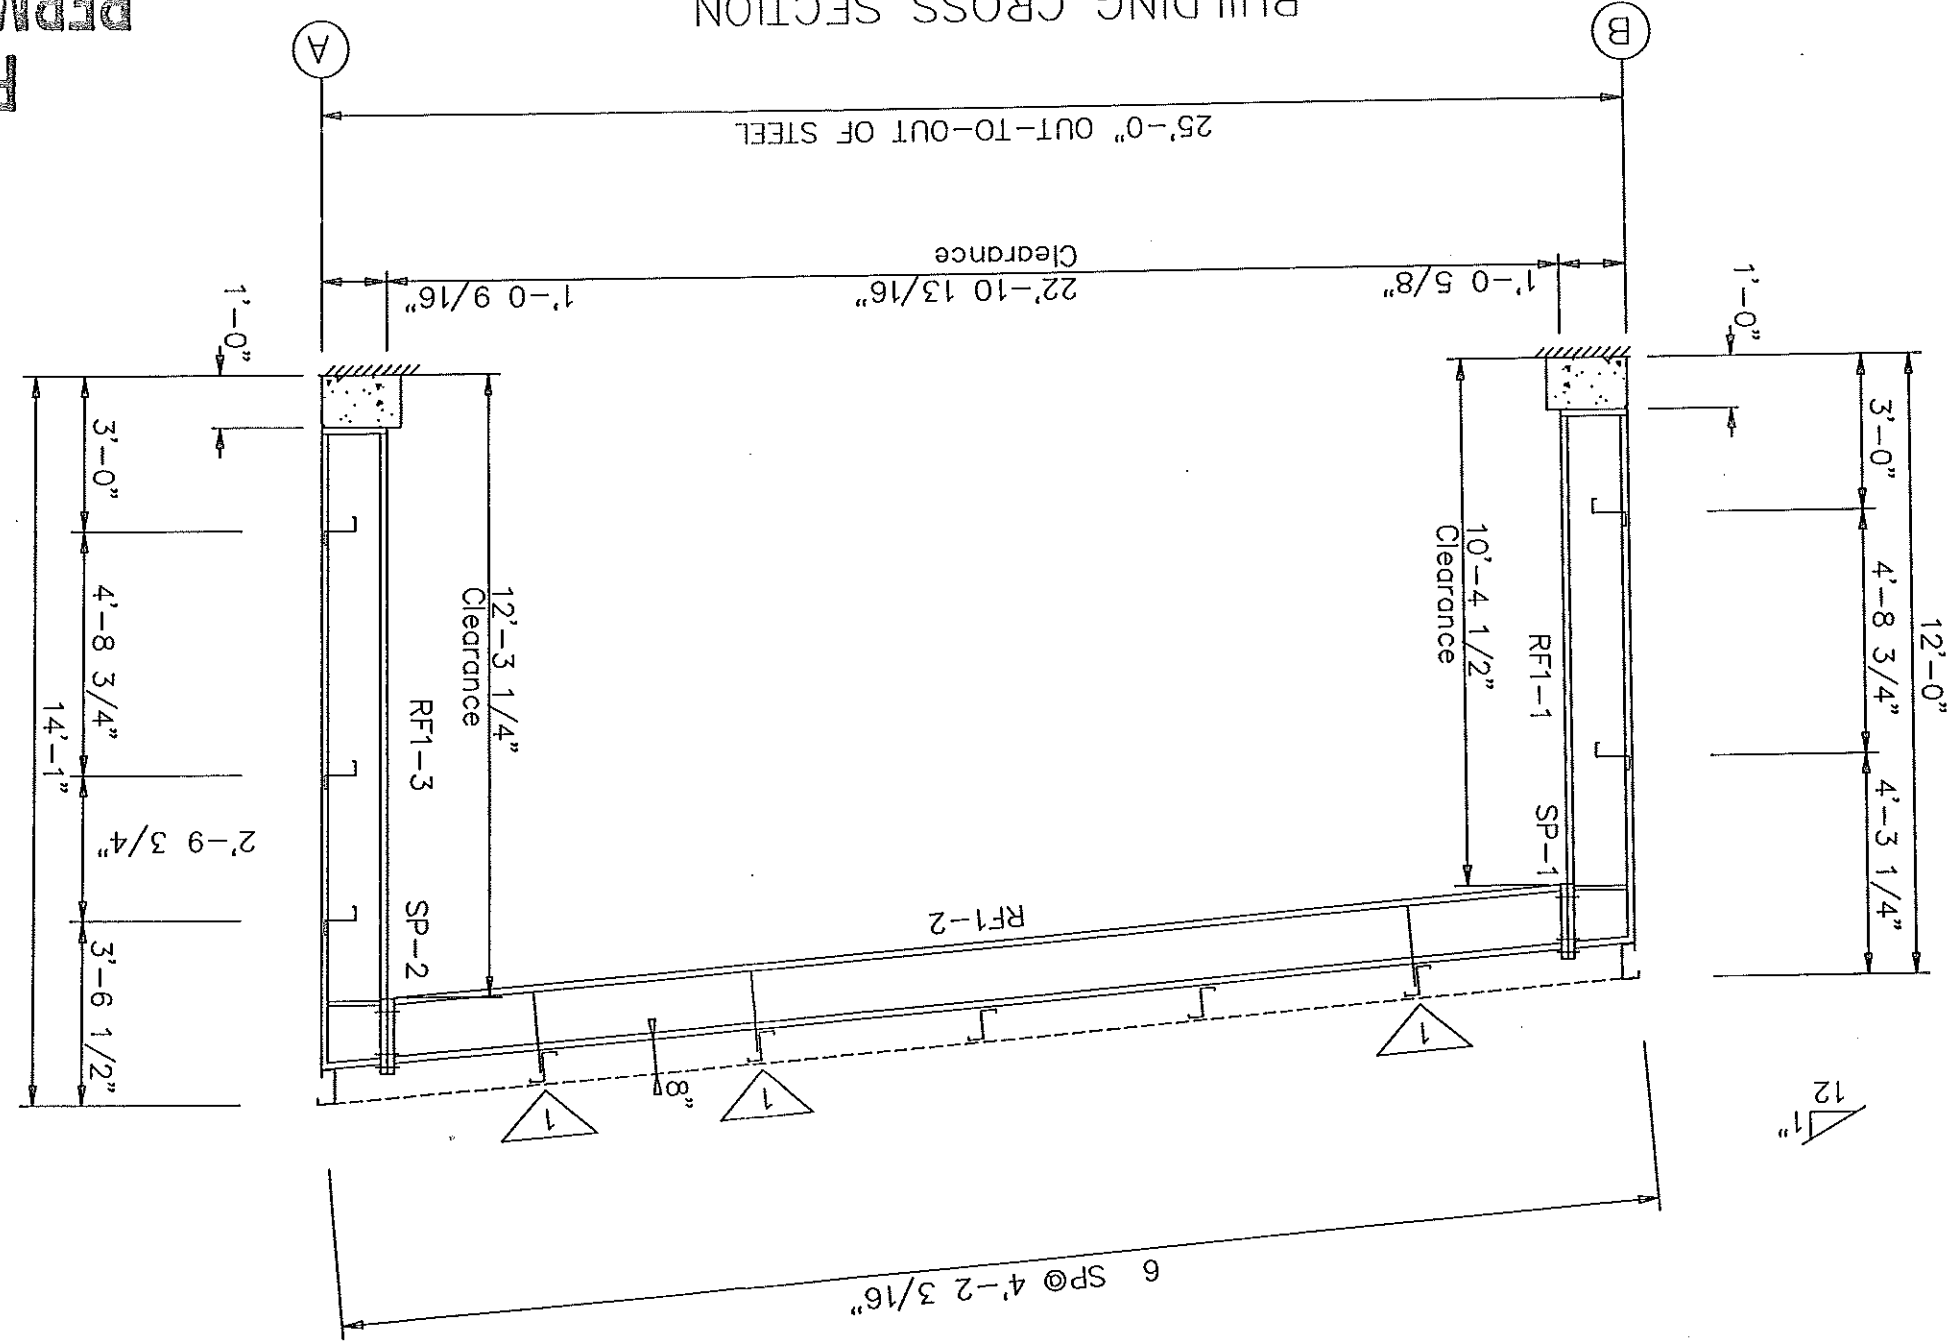 6 SP@ 4'-2 3/16"
1"
12
1
1
1
8"
RF1-2
SP-1
SP-2
RF1-1
RF1-3
12'-0"
4'-3 1/4"
4'-8 3/4"
3'-0"
1'-0"
10'-4 1/2"
Clearance
12'-3 1/4"
Clearance
14'-1"
3'-6 1/2"
2'-9 3/4"
4'-8 3/4"
3'-0"
1'-0"
1'-0 5/8"
22'-10 13/16"
Clearance
1'-0 9/16"
25'-0" OUT-TO-OUT OF STEEL
B
A
BUILDING CROSS SECTION